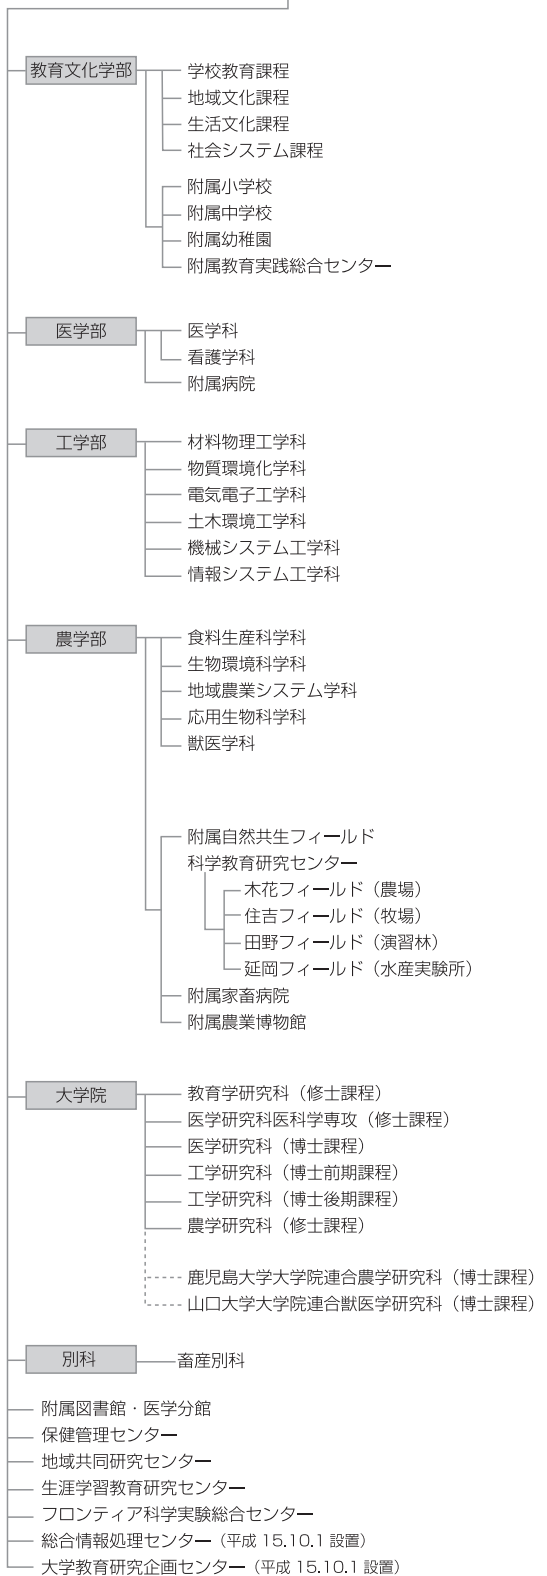 教育文化学部
学校教育課程
地域文化課程
生活文化課程
社会システム課程
附属小学校
附属中学校
附属幼稚園
附属教育実践総合センター
医学部
医学科
看護学科
附属病院
工学部
材料物理工学科
物質環境化学科
電気電子工学科
土木環境工学科
機械システム工学科
情報システム工学科
農学部
食料生産科学科
生物環境科学科
地域農業システム学科
応用生物科学科
獣医学科
附属自然共生フィールド
科学教育研究センター
木花フィールド（農場）
住吉フィールド（牧場）
田野フィールド（演習林）
延岡フィールド（水産実験所）
附属家畜病院
附属農業博物館
大学院
教育学研究科（修士課程）
医学研究科医科学専攻（修士課程）
医学研究科（博士課程）
工学研究科（博士前期課程）
工学研究科（博士後期課程）
農学研究科（修士課程）
鹿児島大学大学院連合農学研究科（博士課程）
山口大学大学院連合獣医学研究科（博士課程）
別科
畜産別科
附属図書館・医学分館
保健管理センター
地域共同研究センター
生涯学習教育研究センター
フロンティア科学実験総合センター
総合情報処理センター（平成 15.10.1 設置）
大学教育研究企画センター（平成 15.10.1 設置）